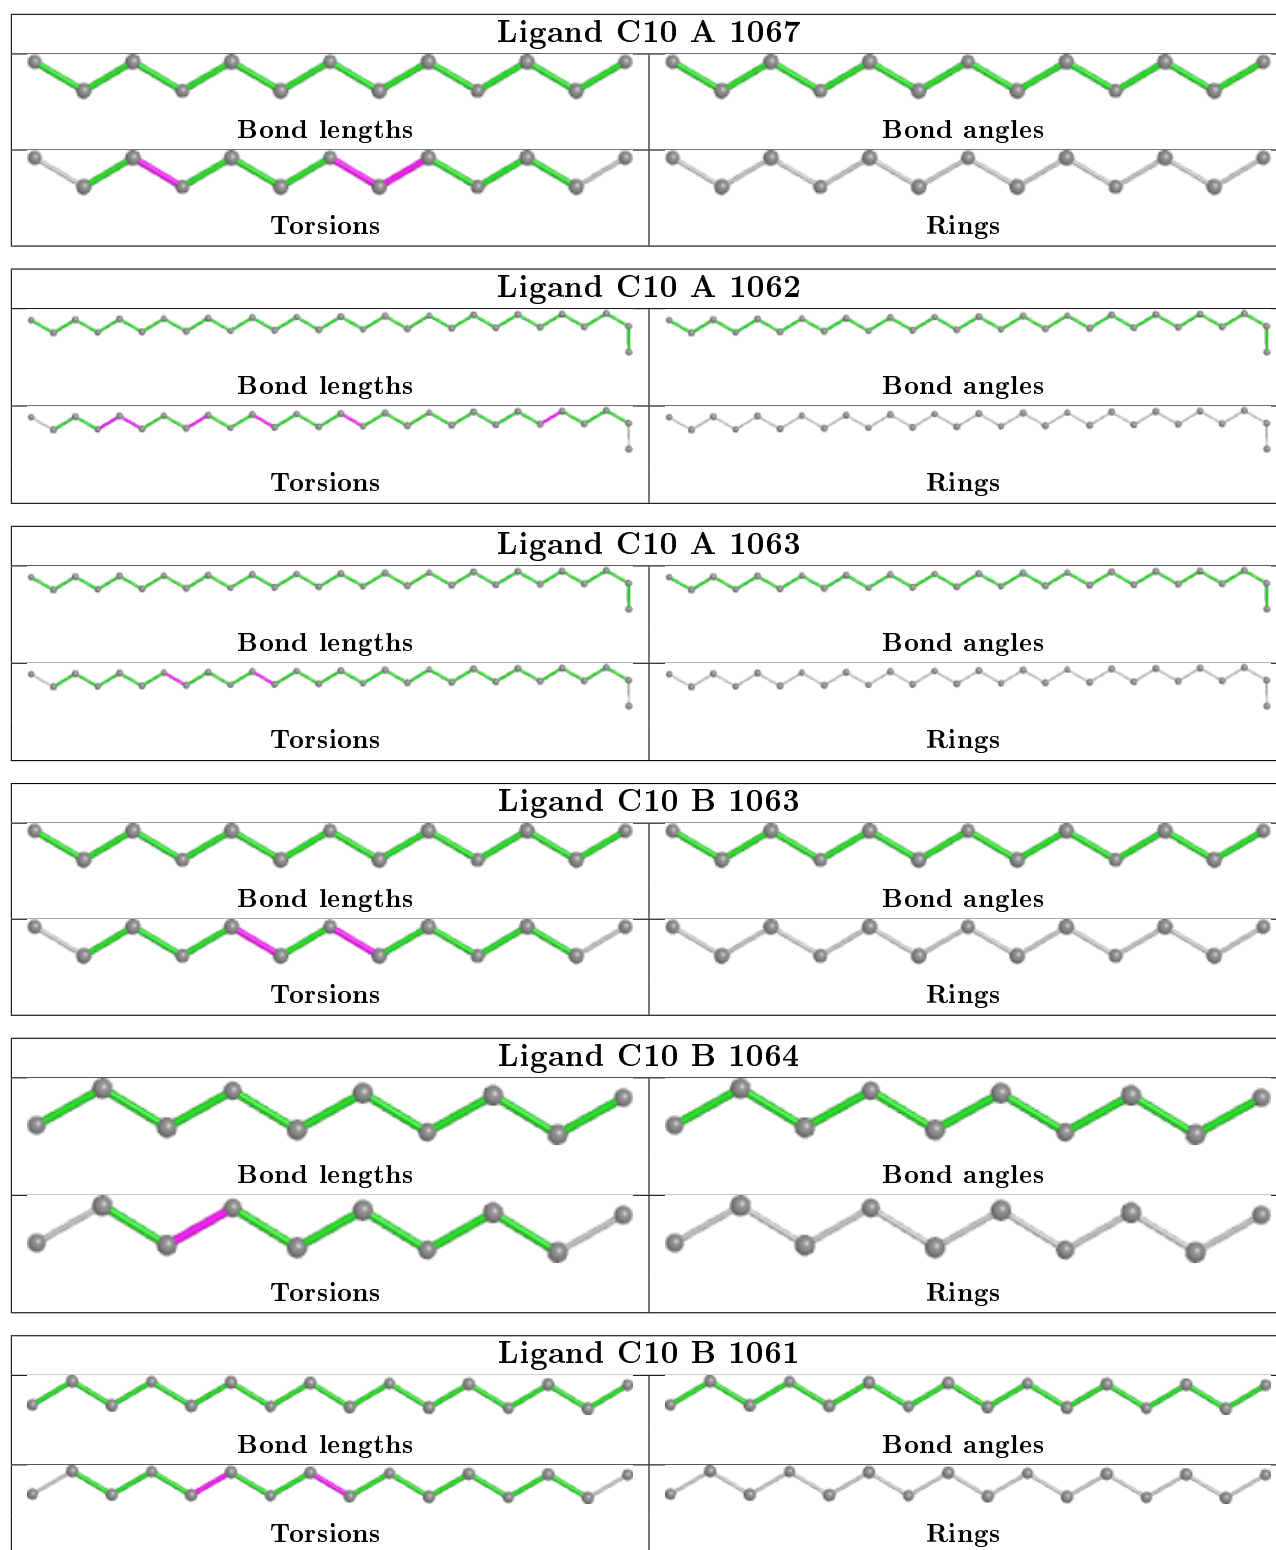 Ligand C10 A 1067
Bond lengths
Bond angles
Torsions
Rings
Ligand C10 A 1062
Bond lengths
Bond angles
Torsions
Rings
Ligand C10 A 1063
Bond lengths
Bond angles
Torsions
Rings
Ligand C10 B 1063
Bond lengths
Bond angles
Torsions
Rings
Ligand C10 B 1064
Bond lengths
Bond angles
Torsions
Rings
Ligand C10 B 1061
Bond lengths
Bond angles
Torsions
Rings